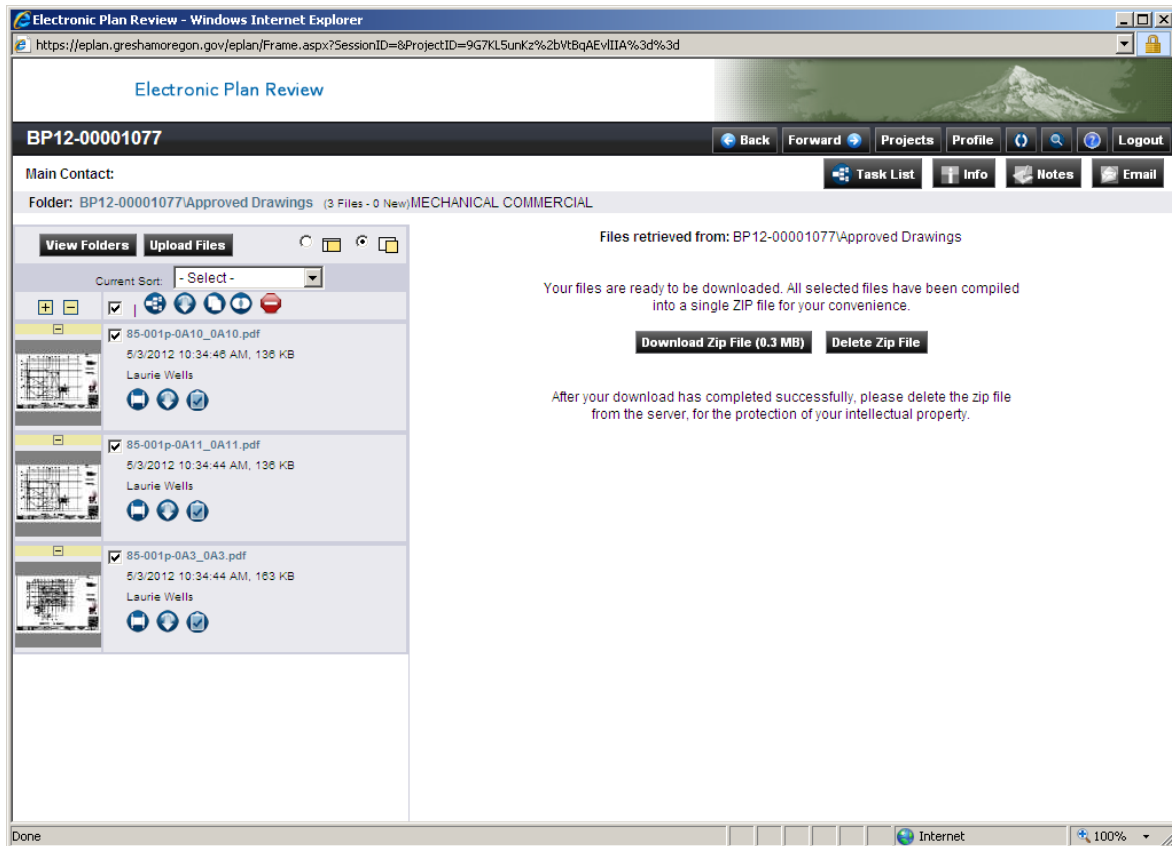 Electronic Plan Review - Windows Internet Explorer
https://eplan.greshamoregon.gov/eplan/Frame.aspx?SessionID=&ProjectID=9G7KL5unKz%2bVtBqAEvlIIA%3d%3d
Electronic Plan Review
BP12-00001077
Back Forward Projects Profile Logout
Main Contact:
Task List Info Notes Email
Folder: BP12-00001077\Approved Drawings (3 Files - 0 New)MECHANICAL COMMERCIAL
View Folders Upload Files
Current Sort: - Select -
85-001p-0A10_0A10.pdf
5/3/2012 10:34:46 AM, 136 KB
Laurie Wells
85-001p-0A11_0A11.pdf
5/3/2012 10:34:44 AM, 136 KB
Laurie Wells
85-001p-0A3_0A3.pdf
5/3/2012 10:34:44 AM, 163 KB
Laurie Wells
Files retrieved from: BP12-00001077\Approved Drawings
Your files are ready to be downloaded. All selected files have been compiled
into a single ZIP file for your convenience.
Download Zip File (0.3 MB) Delete Zip File
After your download has completed successfully, please delete the zip file
from the server, for the protection of your intellectual property.
Done
Internet
100%